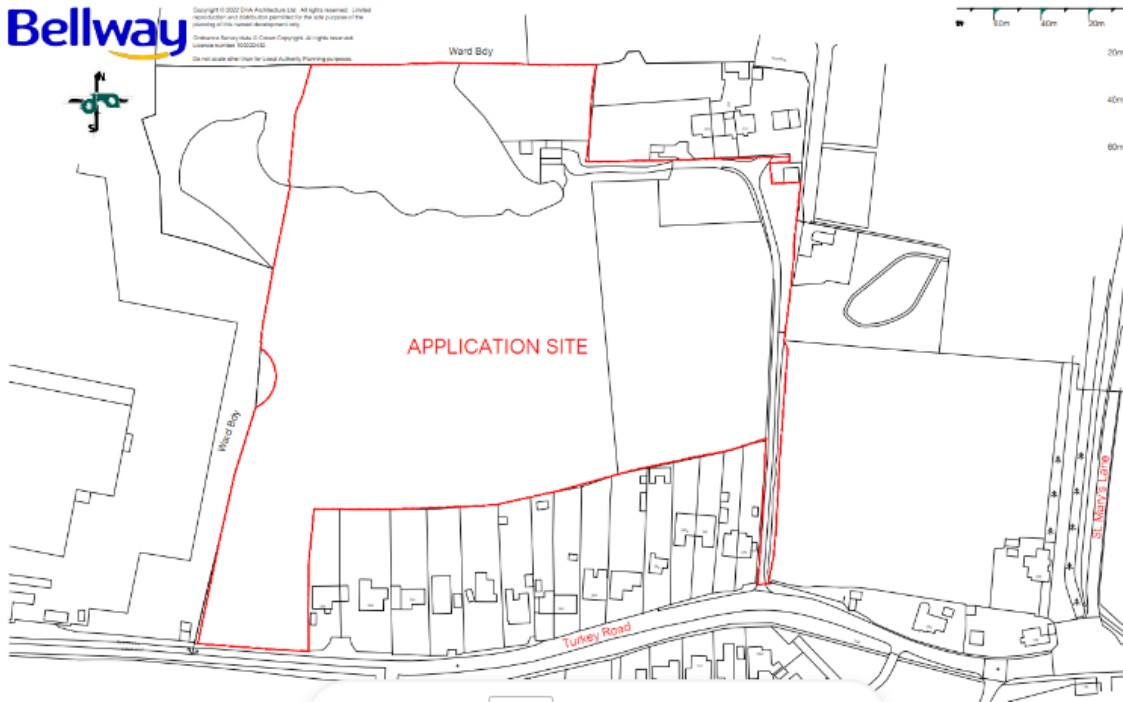 Bellway
Copyright © 2022 DHA Architecture Ltd. All rights reserved. Limited
reproduction and distribution permitted for the sole purpose of the
planning of this named development only.
Ordnance Survey data © Crown Copyright. All rights reserved.
Do not scale other than for Local Authority Planning purposes.
N
S
60m
40m
20m
20m
40m
60m
Ward Bdy
APPLICATION SITE
Ward Bdy
St. Mary's Lane
Turkey Road